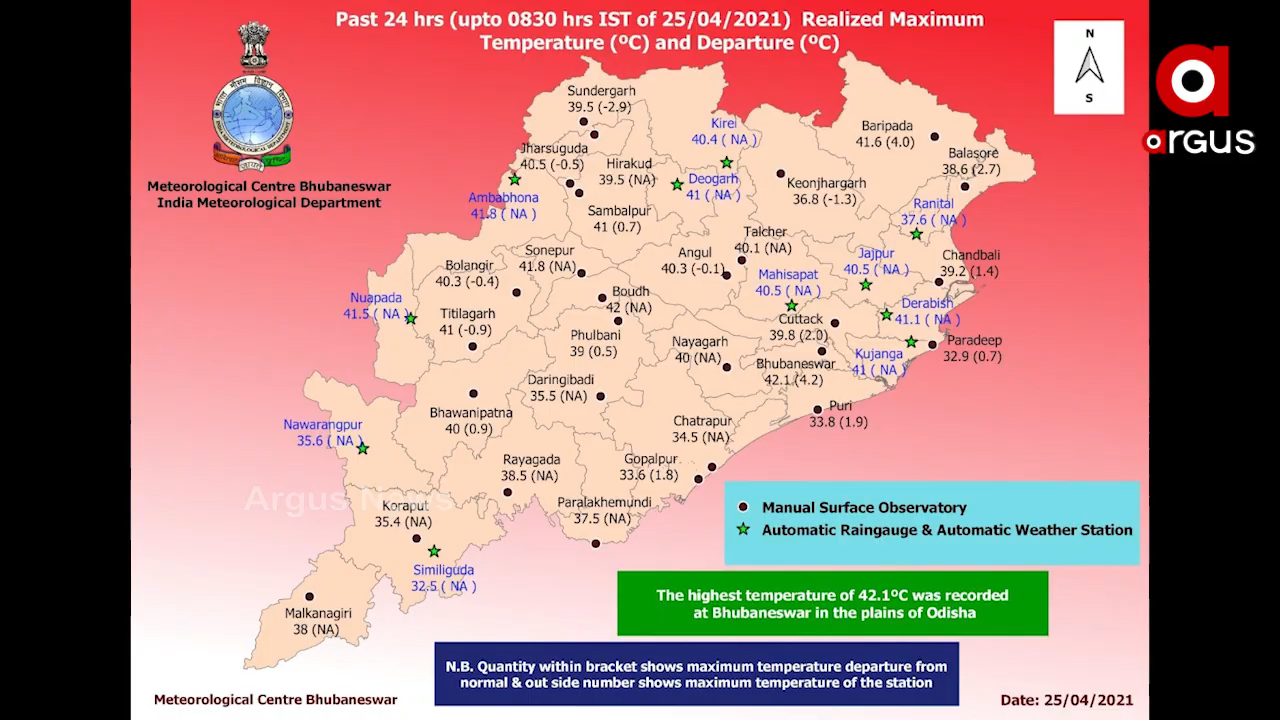 Past 24 hrs (upto 0830 hrs IST of 25/04/2021) Realized Maximum
Temperature (ºC) and Departure (ºC)
N
S
argus
Meteorological Centre Bhubaneswar
India Meteorological Department
Sundergarh
39.5 (-2.9)
Kirei
40.4 ( NA )
Baripada
41.6 (4.0)
Jharsuguda
40.5 (-0.5)
Hirakud
39.5 (NA)
Balasore
38.6 (2.7)
Deogarh
41 ( NA )
Keonjhargarh
36.8 (-1.3)
Ambabhona
41.8 ( NA )
Sambalpur
41 (0.7)
Ranital
37.6 ( NA )
Talcher
40.1 (NA)
Sonepur
41.8 (NA)
Angul
40.3 (-0.1)
Jajpur
40.5 ( NA )
Chandbali
39.2 (1.4)
Bolangir
40.3 (-0.4)
Mahisapat
40.5 ( NA )
Nuapada
41.5 ( NA )
Boudh
42 (NA)
Derabish
41.1 ( NA )
Titilagarh
41 (-0.9)
Cuttack
39.8 (2.0)
Phulbani
39 (0.5)
Nayagarh
40 (NA)
Paradeep
32.9 (0.7)
Kujanga
41 ( NA )
Bhubaneswar
42.1 (4.2)
Daringibadi
35.5 (NA)
Puri
33.8 (1.9)
Bhawanipatna
40 (0.9)
Chatrapur
34.5 (NA)
Nawarangpur
35.6 ( NA )
Rayagada
38.5 (NA)
Gopalpur
33.6 (1.8)
Argus News
Koraput
35.4 (NA)
Paralakhemundi
37.5 (NA)
Similiguda
32.5 ( NA )
Malkanagiri
38 (NA)
Manual Surface Observatory
Automatic Raingauge & Automatic Weather Station
The highest temperature of 42.1ºC was recorded
at Bhubaneswar in the plains of Odisha
N.B. Quantity within bracket shows maximum temperature departure from
normal & out side number shows maximum temperature of the station
Meteorological Centre Bhubaneswar
Date: 25/04/2021